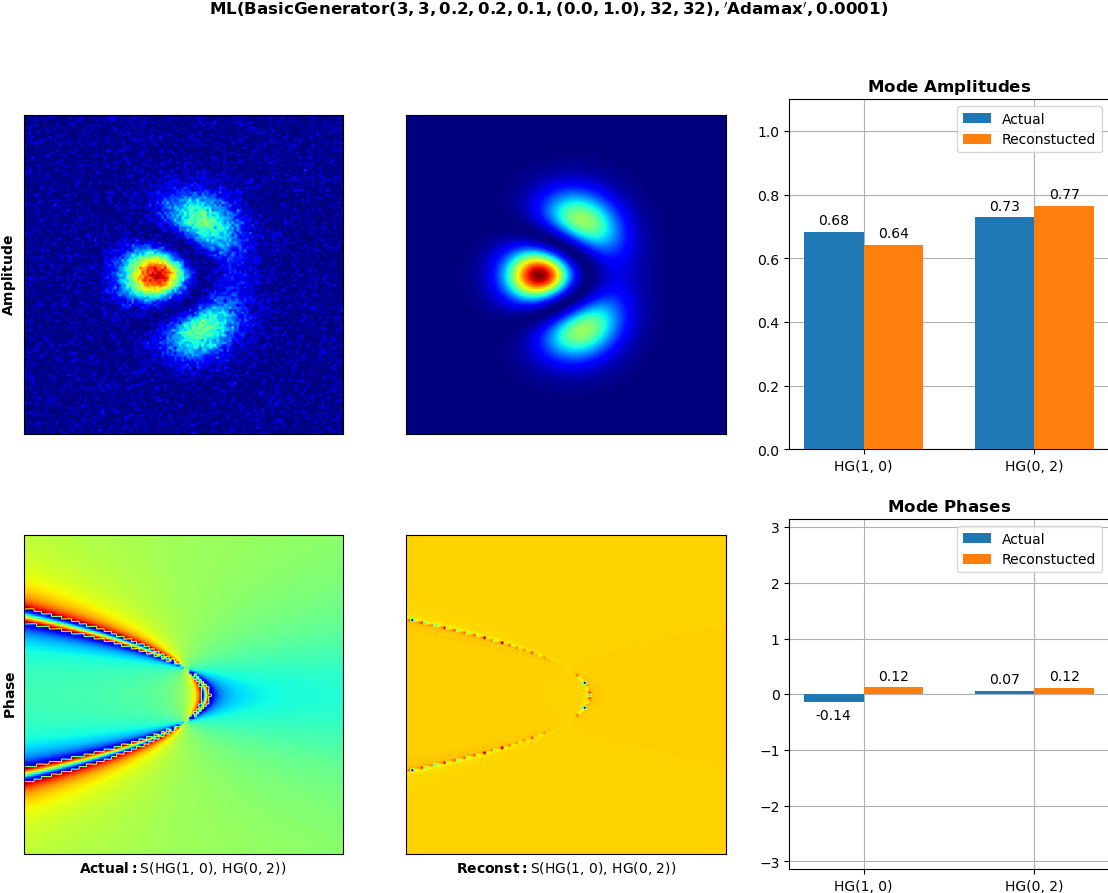 ML(BasicGenerator(3, 3, 0.2, 0.2, 0.1, (0.0, 1.0), 32, 32), ′Adamax′, 0.0001)
Amplitude
Mode Amplitudes
Actual
Reconstucted
1.0
0.8
0.6
0.4
0.2
0.0
0.68
0.64
0.73
0.77
HG(1, 0)
HG(0, 2)
Phase
Actual: S(HG(1, 0), HG(0, 2))
Reconst: S(HG(1, 0), HG(0, 2))
Mode Phases
Actual
Reconstucted
3
2
1
0
−1
−2
−3
-0.14
0.12
0.07
0.12
HG(1, 0)
HG(0, 2)